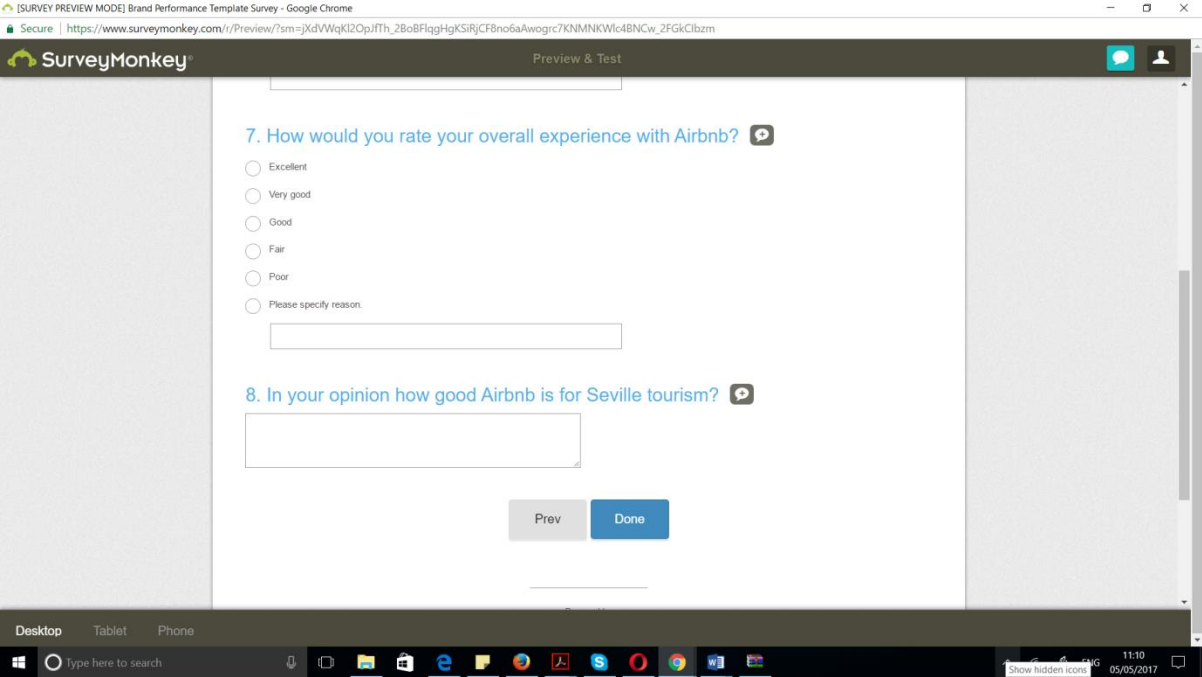 [SURVEY PREVIEW MODE] Brand Performance Template Survey - Google Chrome
Secure https://www.surveymonkey.com/r/Preview/?sm=jXdVWqKl2OpJfTh_2BoBFlqgHgKSiRjCF8no6aAwogrc7KNMNKWlc4BNCw_2FGkClbzm
SurveyMonkey®
Preview & Test
7. How would you rate your overall experience with Airbnb?
Excellent
Very good
Good
Fair
Poor
Please specify reason.
8. In your opinion how good Airbnb is for Seville tourism?
Prev Done
Desktop Tablet Phone
Type here to search
11:10
Show hidden icons
05/05/2017